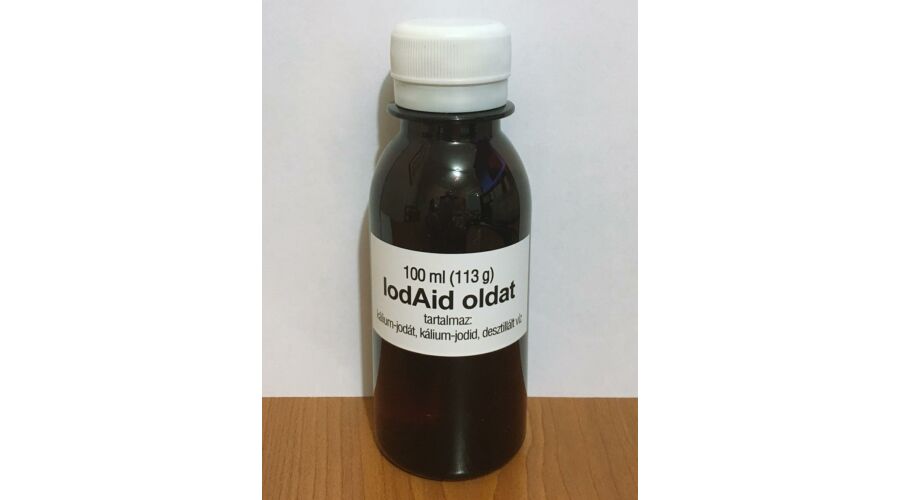 100 ml (113 g)
IodAid oldat
tartalmaz:
kálium-jodát, kálium-jodid, desztillált víz